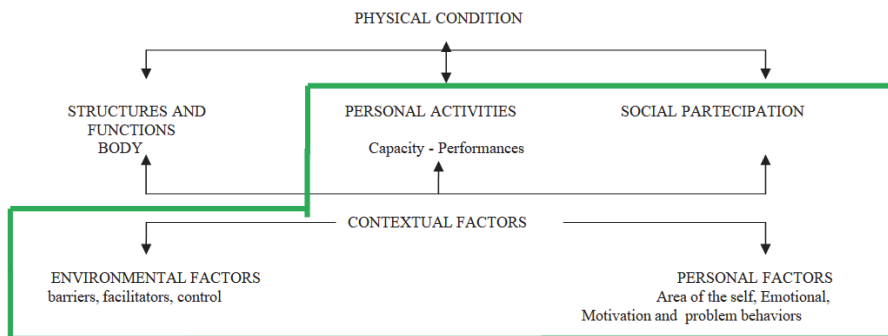 PHYSICAL CONDITION
STRUCTURES AND
FUNCTIONS
BODY
PERSONAL ACTIVITIES
Capacity - Performances
SOCIAL PARTECIPATION
CONTEXTUAL FACTORS
ENVIRONMENTAL FACTORS
barriers, facilitators, control
PERSONAL FACTORS
Area of the self, Emotional,
Motivation and problem behaviors